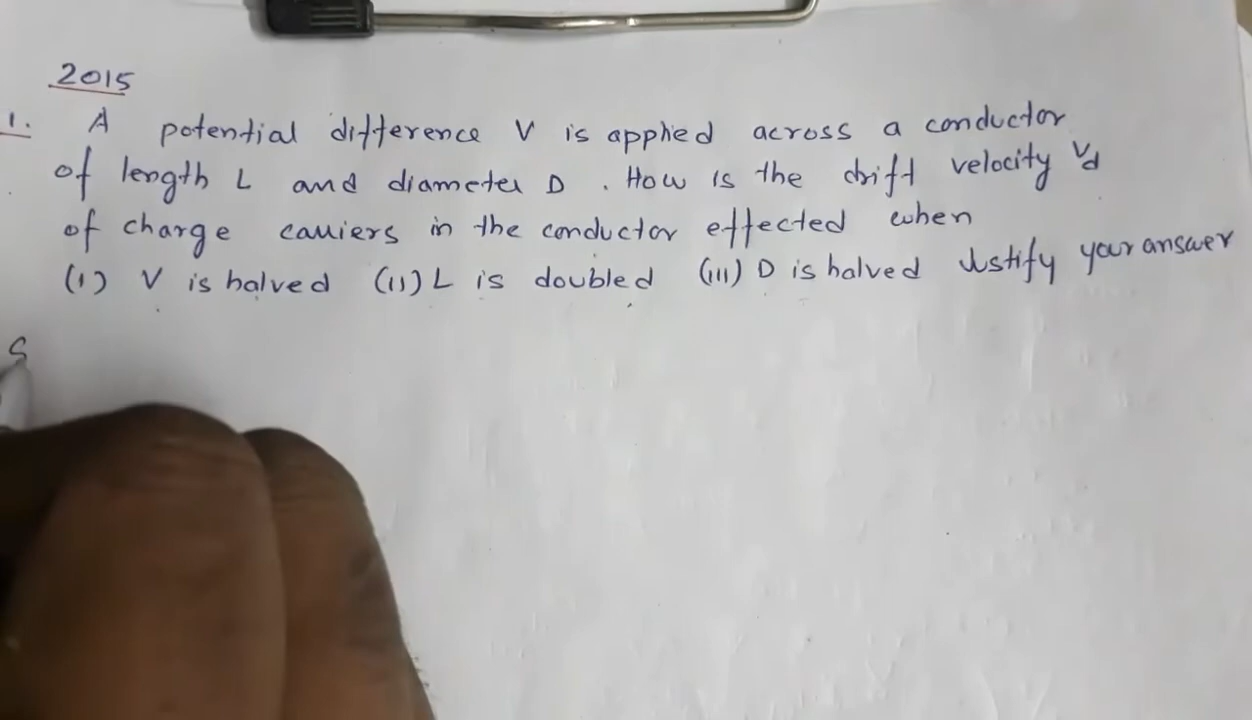 2015
1. A potential difference V is applied across a conductor
of length L and diameter D . How is the drift velocity Vd
of charge carriers in the conductor effected when
(i) V is halved (ii) L is doubled (iii) D is halved Justify your answer
S